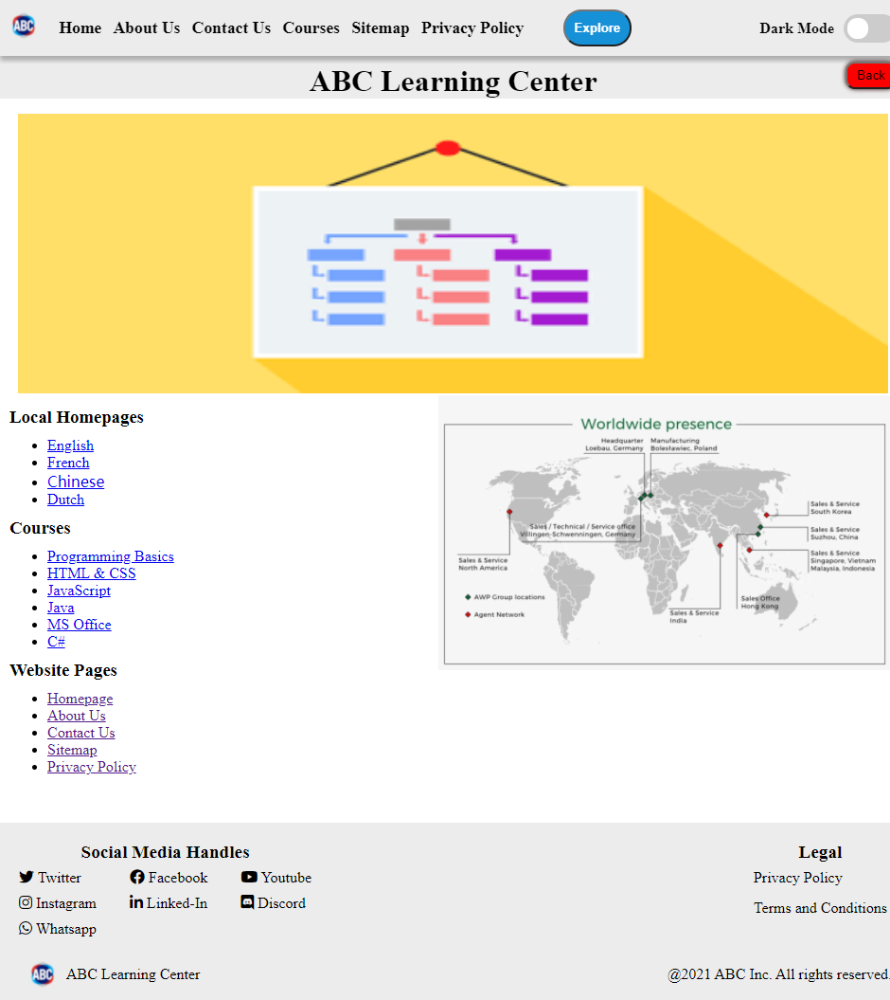 ABC Home About Us Contact Us Courses Sitemap Privacy Policy Explore Dark Mode
ABC Learning Center Back
Local Homepages
English
French
Chinese
Dutch
Courses
Programming Basics
HTML & CSS
JavaScript
Java
MS Office
C#
Website Pages
Homepage
About Us
Contact Us
Sitemap
Privacy Policy
Worldwide presence
Headquarter
Loebau, Germany
Manufacturing
Bolesławiec, Poland
Sales & Service
South Korea
Sales / Technical / Service office
Villingen-Schwenningen, Germany
Sales & Service
Suzhou, China
Sales & Service
North America
Sales & Service
Singapore, Vietnam
Malaysia, Indonesia
AWP Group locations
Agent Network
Sales Office
Hong Kong
Sales & Service
India
Social Media Handles
Twitter Facebook Youtube
Instagram Linked-In Discord
Whatsapp
Legal
Privacy Policy
Terms and Conditions
ABC ABC Learning Center
@2021 ABC Inc. All rights reserved.